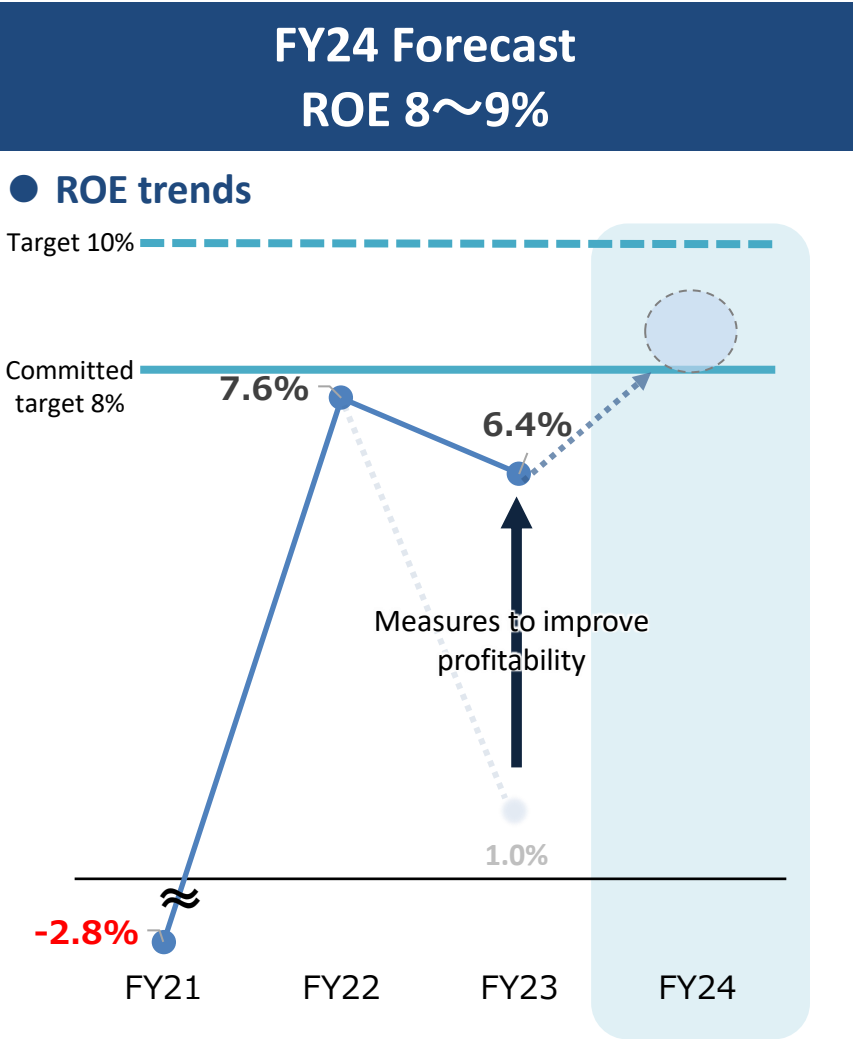 FY24 Forecast
ROE 8～9%
● ROE trends
Target 10%
Committed
target 8%
7.6%
6.4%
Measures to improve
profitability
1.0%
-2.8%
FY21
FY22
FY23
FY24